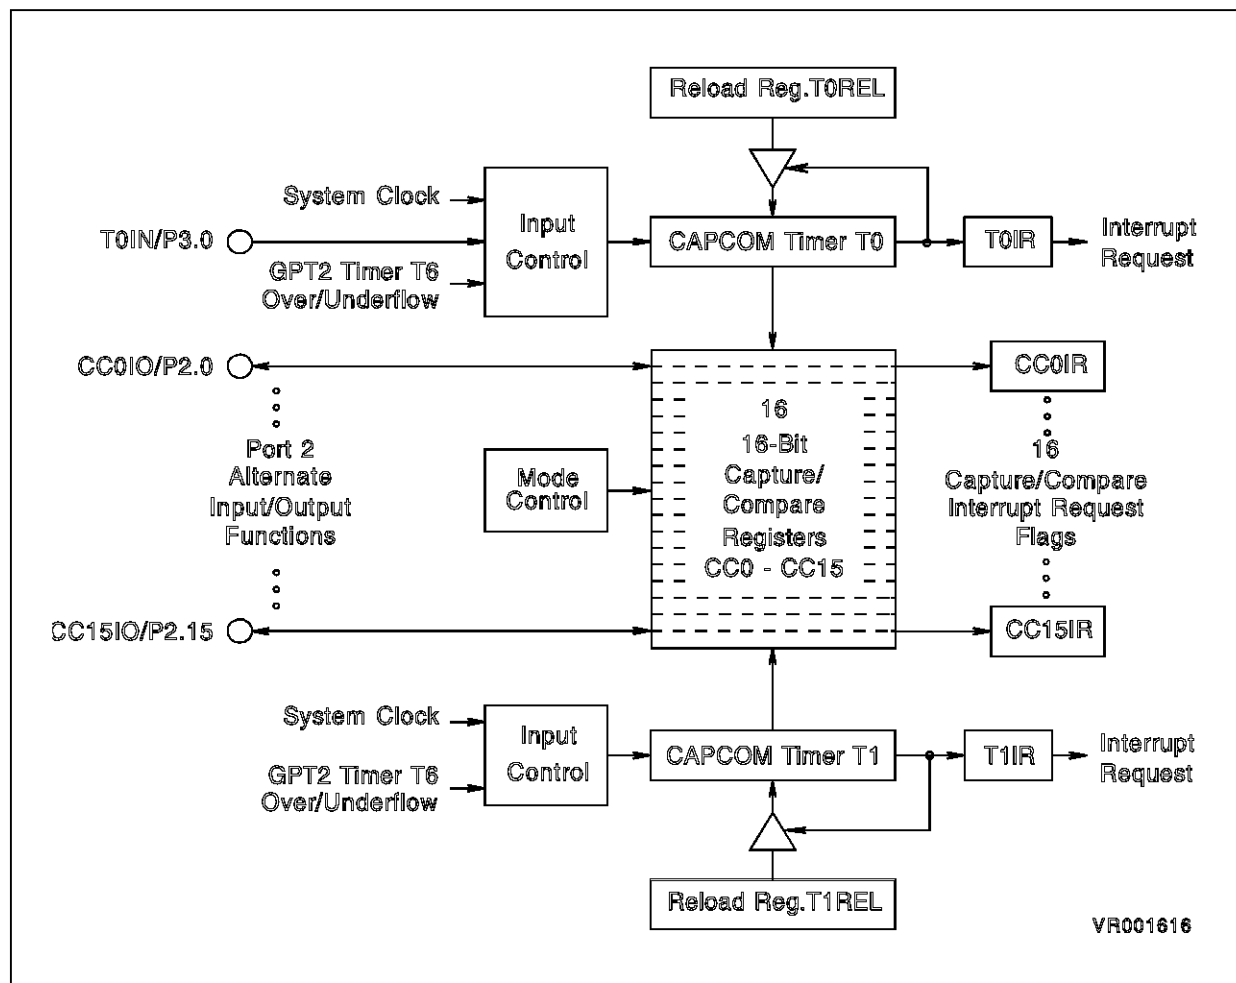 Reload Reg.T0REL
System Clock
T0IN/P3.0
GPT2 Timer T6
Over/Underflow
Input
Control
CAPCOM Timer T0
T0IR
Interrupt
Request
CC0IO/P2.0
Port 2
Alternate
Input/Output
Functions
CC15IO/P2.15
Mode
Control
16
16-Bit
Capture/
Compare
Registers
CC0 - CC15
CC0IR
16
Capture/Compare
Interrupt Request
Flags
CC15IR
System Clock
GPT2 Timer T6
Over/Underflow
Input
Control
CAPCOM Timer T1
T1IR
Interrupt
Request
Reload Reg.T1REL
VR001616